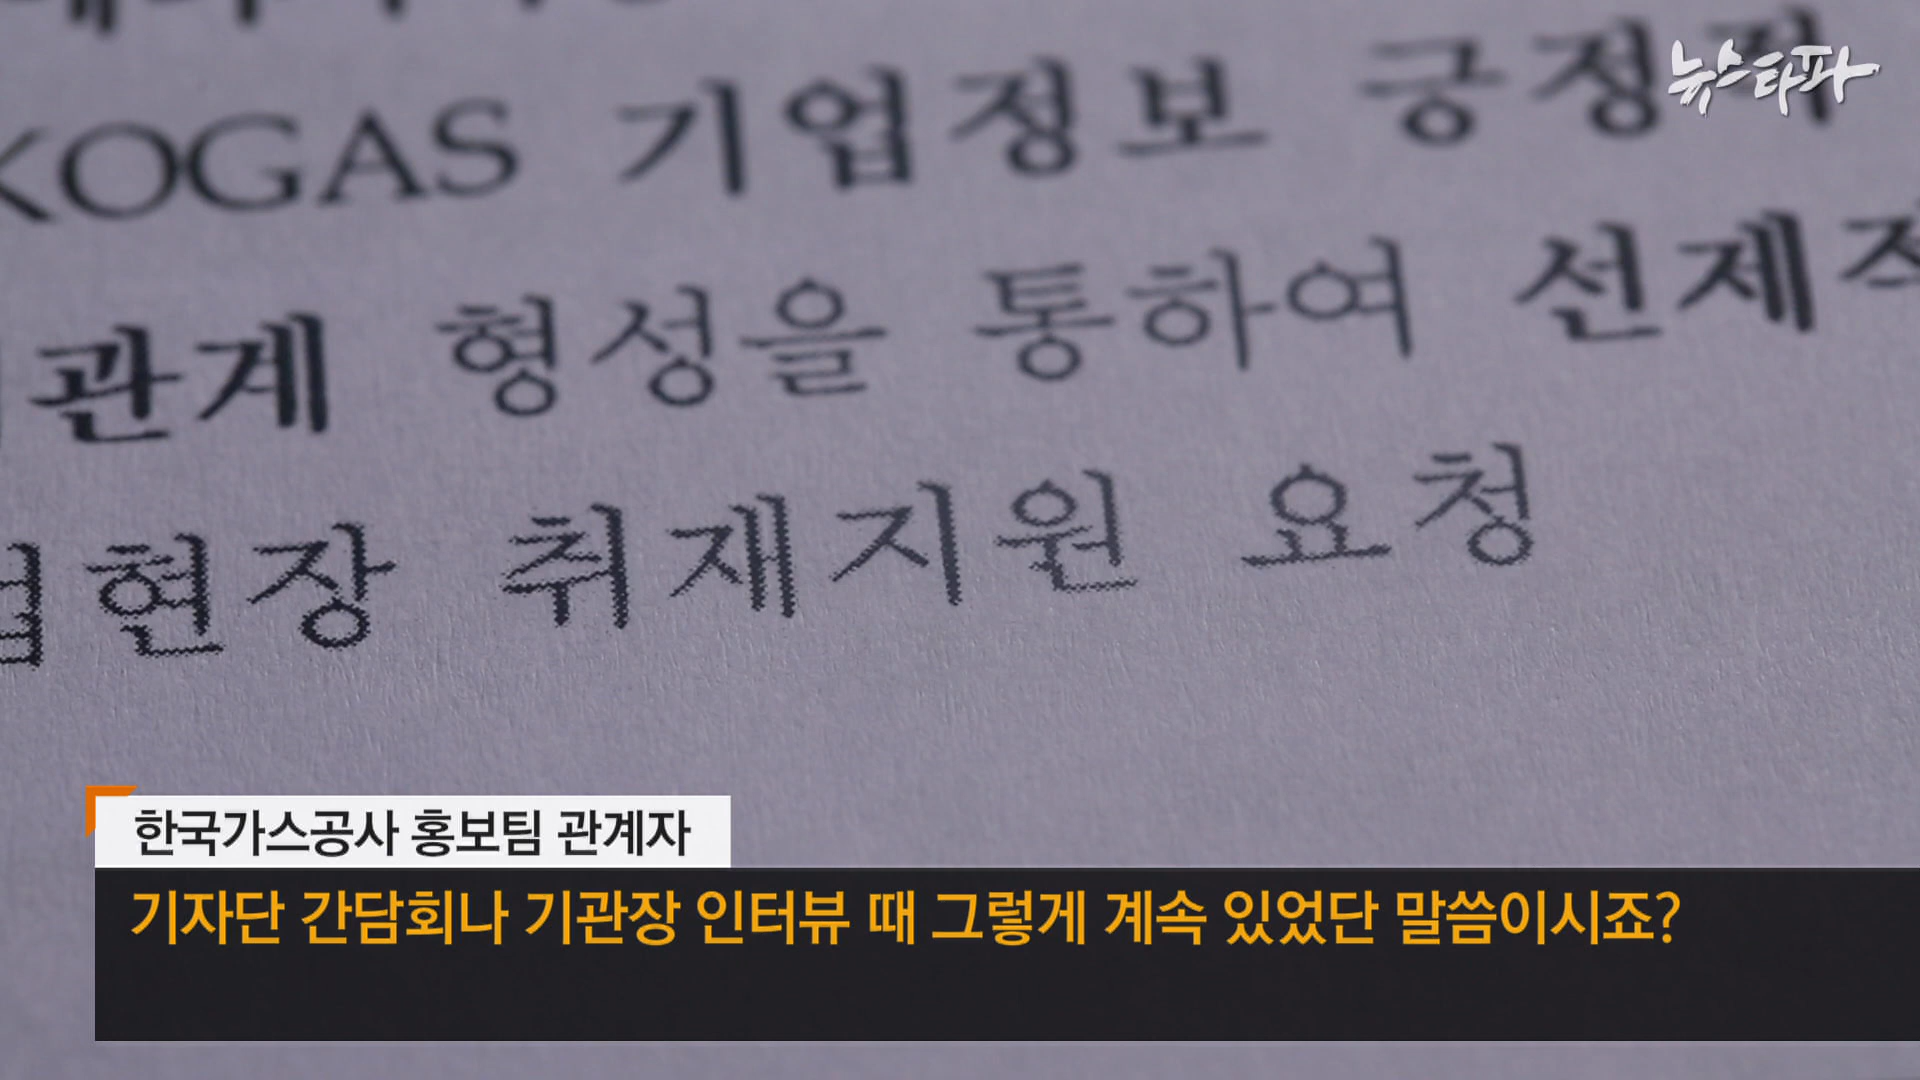 뉴스타파
KOGAS 기업정보 긍정적
관계 형성을 통하여 선제적
현장 취재지원 요청
한국가스공사 홍보팀 관계자
기자단 간담회나 기관장 인터뷰 때 그렇게 계속 있었단 말씀이시죠?